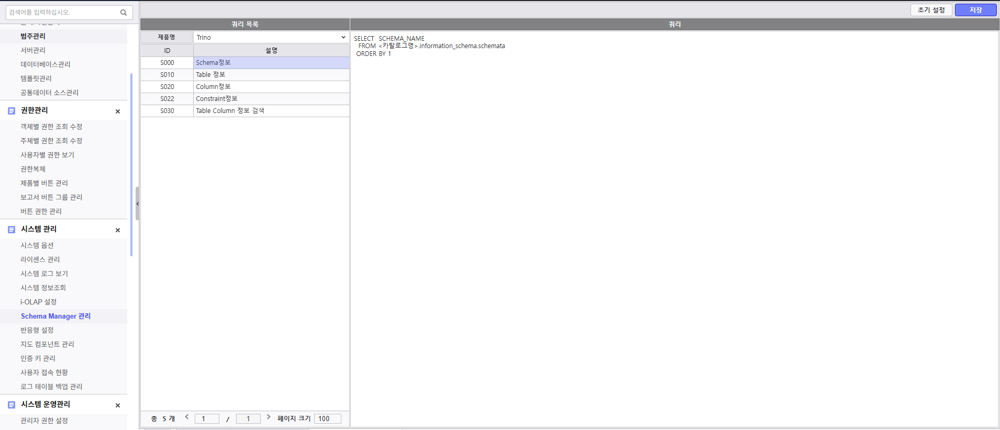 검색어를 입력하십시오.
범주관리
서버관리
데이터베이스관리
템플릿관리
공통데이터 소스관리
권한관리
객체별 권한 조회 수정
주체별 권한 조회 수정
사용자별 권한 보기
권한복제
제품별 버튼 관리
보고서 버튼 그룹 관리
버튼 권한 관리
시스템 관리
시스템 옵션
라이센스 관리
시스템 로그 보기
시스템 정보조회
i-OLAP 설정
Schema Manager 관리
반응형 설정
지도 컴포넌트 관리
인증 키 관리
사용자 접속 현황
로그 테이블 백업 관리
시스템 운영관리
관리자 권한 설정
초기 설정 저장
쿼리 목록
제품명 Trino
ID 설명
S000 Schema정보
S010 Table 정보
S020 Column정보
S022 Constraint정보
S030 Table Column 정보 검색
총 5 개 < 1 / 1 > 페이지 크기 100
쿼리
SELECT SCHEMA_NAME
FROM <카탈로그명>.information_schema.schemata
ORDER BY 1